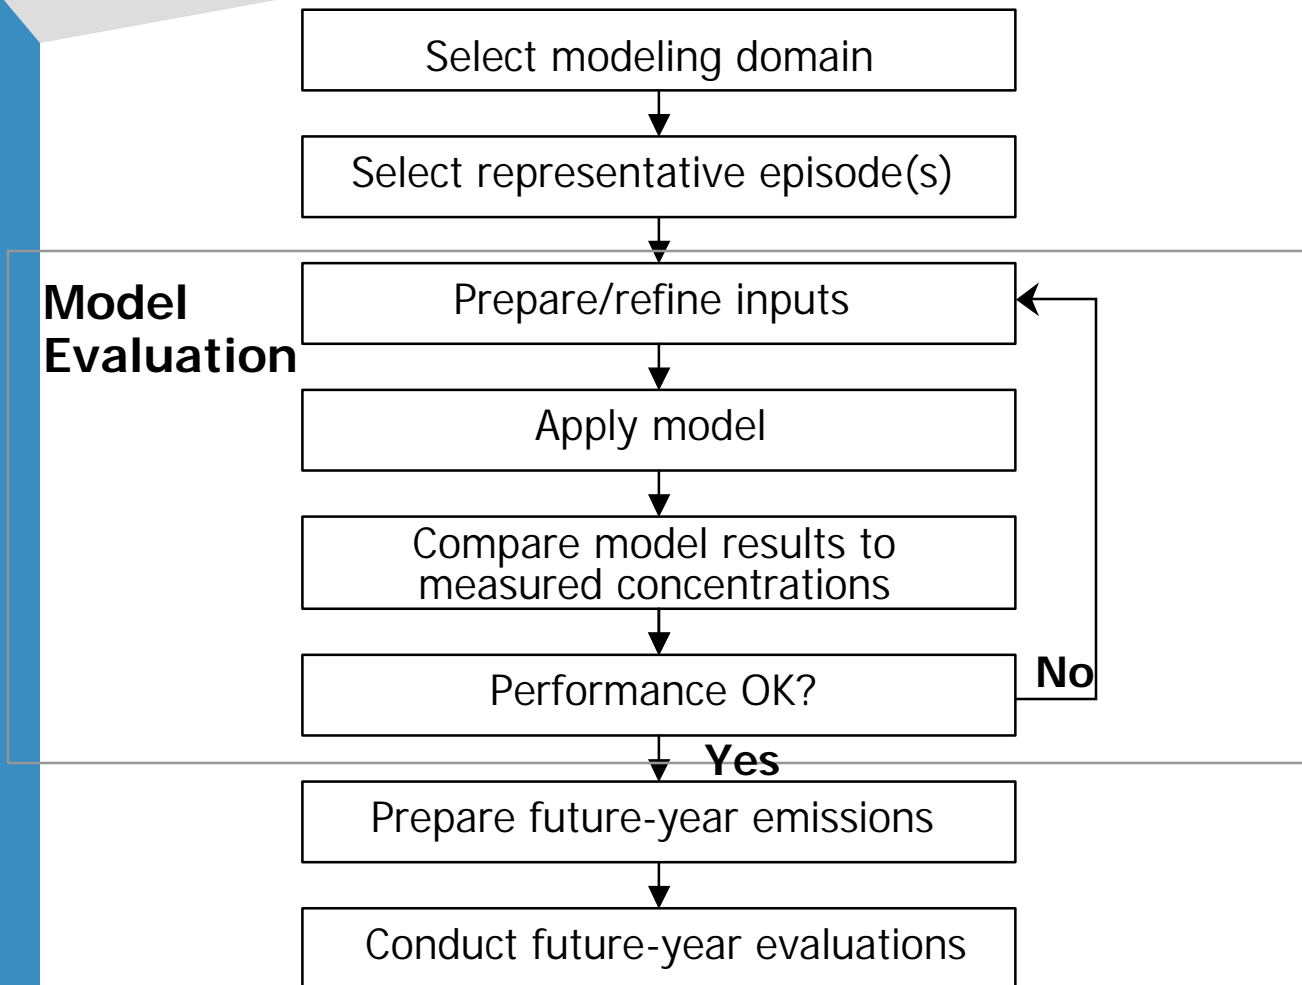 Select modeling domain
Select representative episode(s)
Model
Evaluation
Prepare/refine inputs
Apply model
Compare model results to
measured concentrations
Performance OK?
No
Yes
Prepare future-year emissions
Conduct future-year evaluations